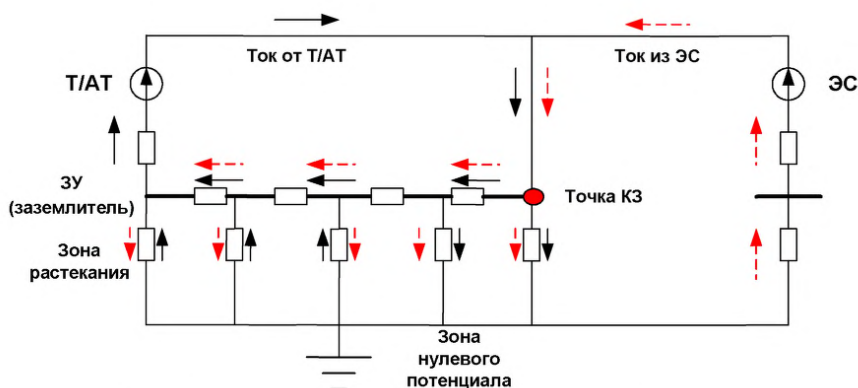 Ток от Т/АТ
Ток из ЭС
Т/АТ
ЭС
ЗУ
(заземлитель)
Точка КЗ
Зона
растекания
Зона
нулевого
потенциала